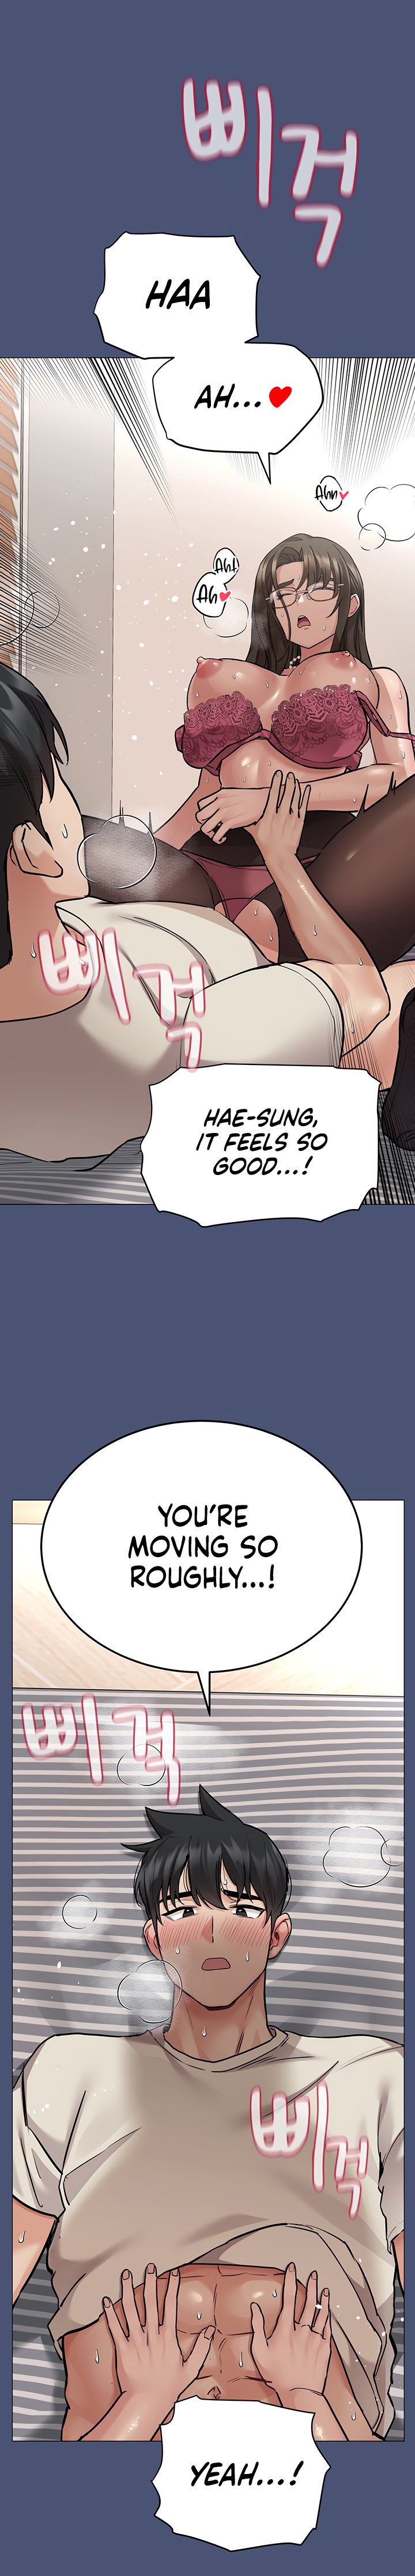 삐걱
HAA
AH...♥
Ahn♥
Ah!
Ah♥
삐걱
HAE-SUNG,
IT FEELS SO
GOOD...!
YOU'RE
MOVING SO
ROUGHLY...!
삐걱
삐걱
YEAH...!